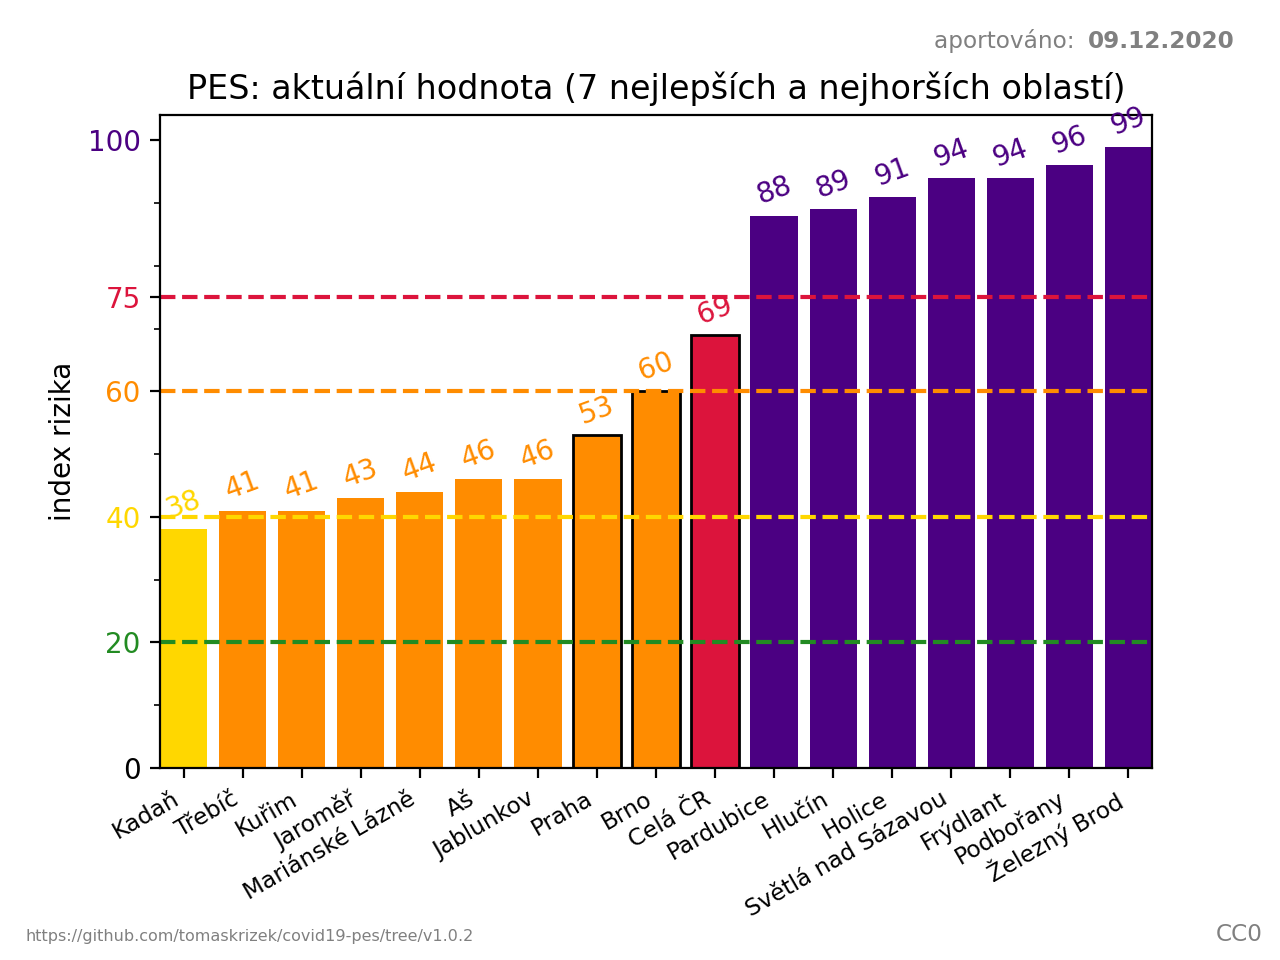 aportováno: 09.12.2020
PES: aktuální hodnota (7 nejlepších a nejhorších oblastí)
index rizika
100
75
60
40
20
0
38
41
41
43
44
46
46
53
60
69
88
89
91
94
94
96
99
Kadaň
Třebíč
Kuřim
Jaroměř
Mariánské Lázně
Aš
Jablunkov
Praha
Brno
Celá ČR
Pardubice
Hlučín
Holice
Světlá nad Sázavou
Frýdlant
Podbořany
Železný Brod
https://github.com/tomaskrizek/covid19-pes/tree/v1.0.2
CC0